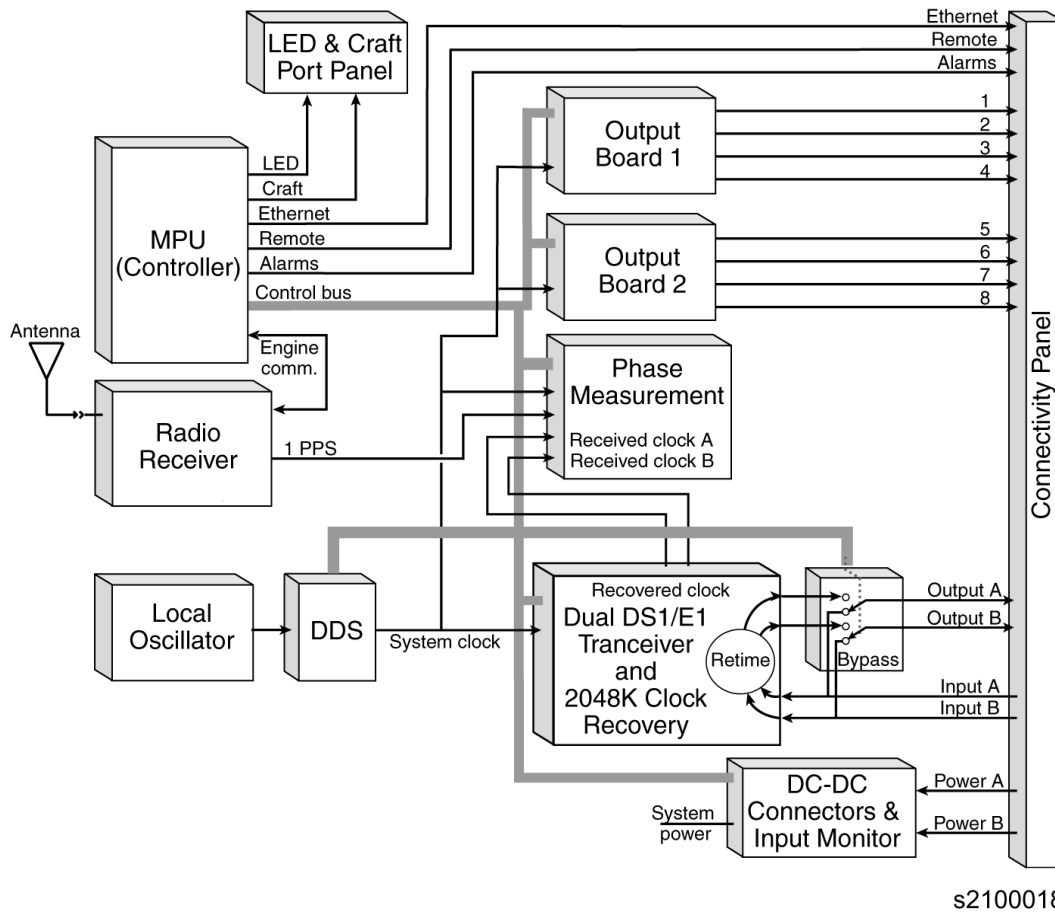 Ethernet
Remote
Alarms
LED & Craft
Port Panel
1
2
3
4
Output
Board 1
LED
Craft
Ethernet
Remote
Alarms
Control bus
MPU
(Controller)
5
6
7
8
Output
Board 2
Antenna
Engine
comm.
Phase
Measurement
Received clock A
Received clock B
Radio
Receiver
1 PPS
Connectivity Panel
Local
Oscillator
DDS
System clock
Recovered clock
Dual DS1/E1
Tranceiver
and
2048K Clock
Recovery
Retime
Bypass
Output A
Output B
Input A
Input B
DC-DC
Connectors &
Input Monitor
System
power
Power A
Power B
s2100018